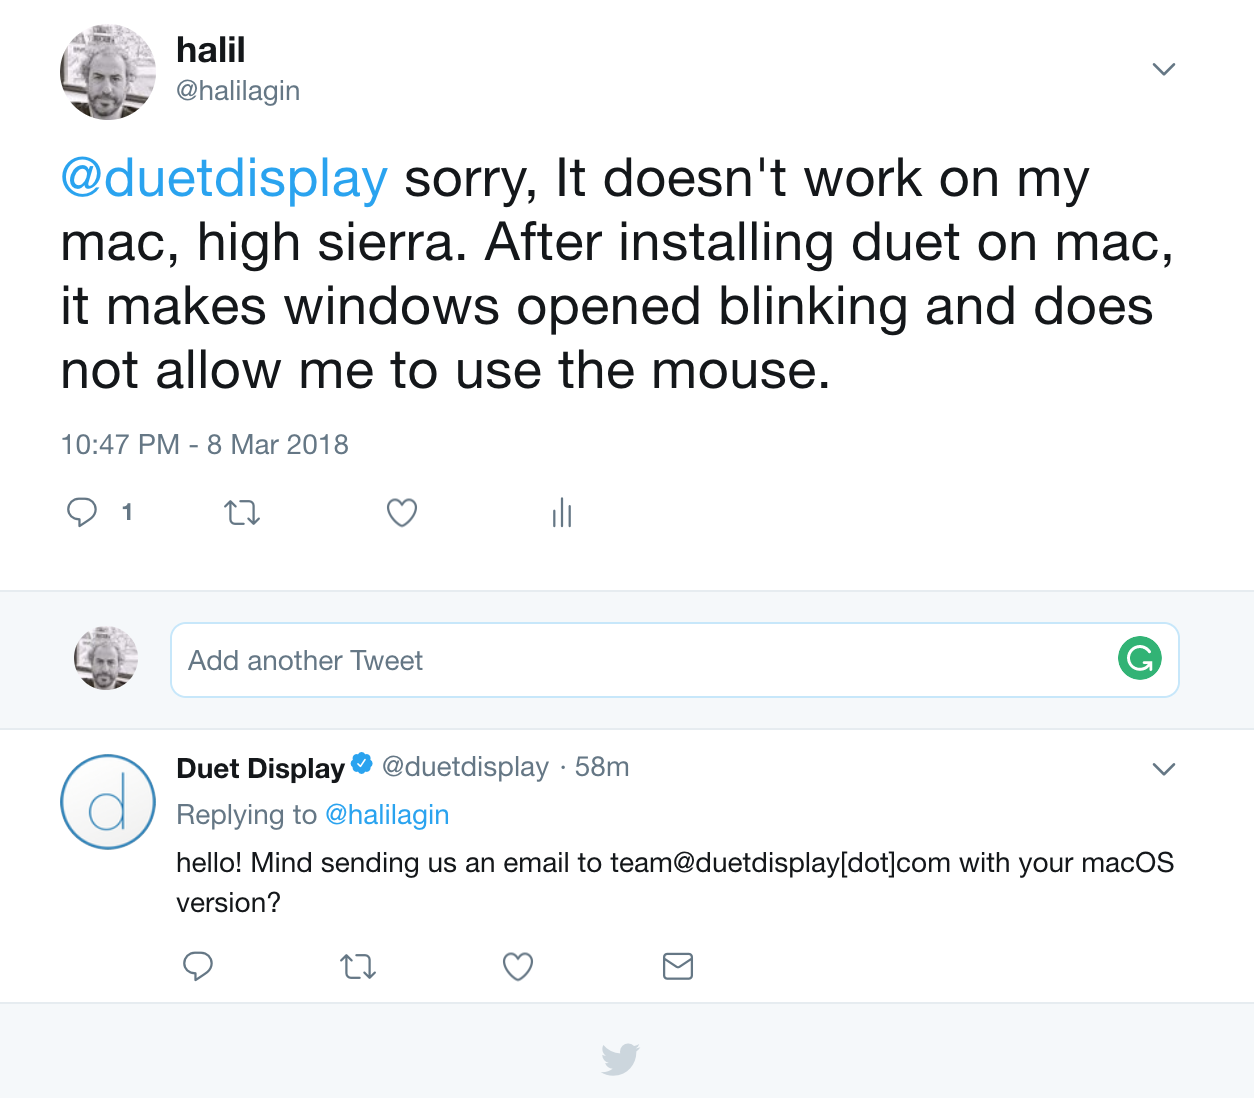 halil
@halilagin
@duetdisplay sorry, It doesn't work on my
mac, high sierra. After installing duet on mac,
it makes windows opened blinking and does
not allow me to use the mouse.
10:47 PM - 8 Mar 2018
1
Add another Tweet
Duet Display @duetdisplay · 58m
Replying to @halilagin
hello! Mind sending us an email to team@duetdisplay[dot]com with your macOS
version?